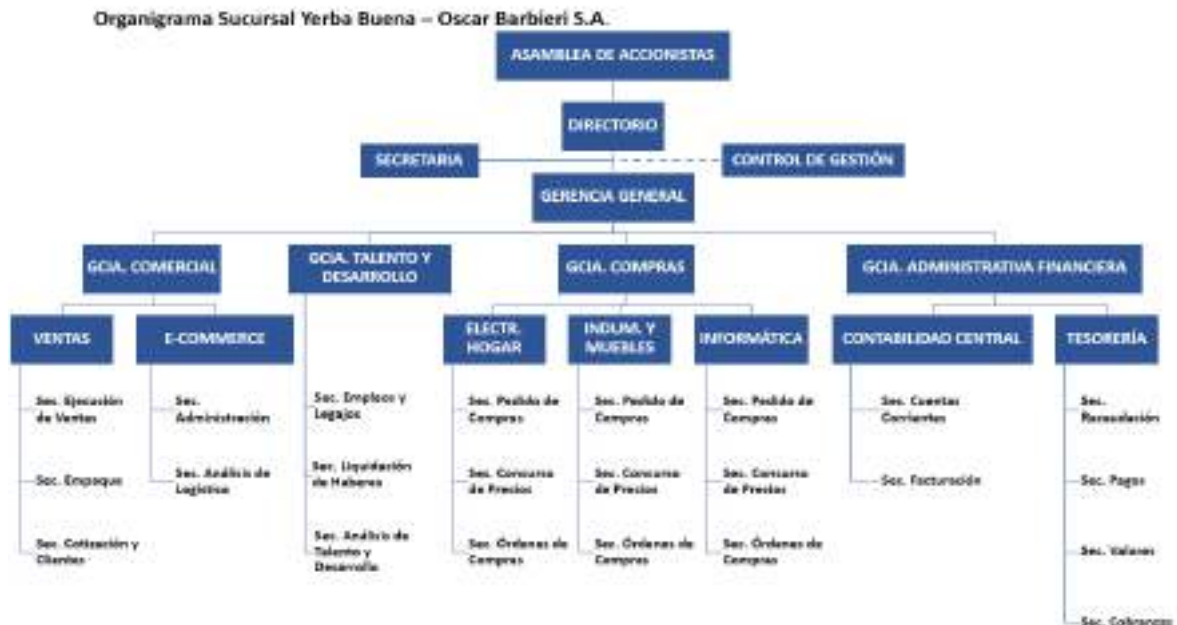 Organigrama Sucursal Yerba Buena – Oscar Barbieri S.A.
ASAMBLEA DE ACCIONISTAS
DIRECTORIO
SECRETARIA
CONTROL DE GESTIÓN
GERENCIA GENERAL
GCIA. COMERCIAL
GCIA. TALENTO Y
DESARROLLO
GCIA. COMPRAS
GCIA. ADMINISTRATIVA FINANCIERA
VENTAS
E-COMMERCE
ELECTR.
HOGAR
INDUM. Y
MUEBLES
INFORMÁTICA
CONTABILIDAD CENTRAL
TESORERÍA
Sec. Ejecución
de Ventas
Sec. Empaque
Sec. Cotización y
Clientes
Sec.
Administración
Sec. Análisis de
Logística
Sec. Empleos y
Legajos
Sec. Liquidación
de Haberes
Sec. Análisis de
Talento y
Desarrollo
Sec. Pedido de
Compras
Sec. Concurso
de Precios
Sec. Órdenes de
Compras
Sec. Pedido de
Compras
Sec. Concurso
de Precios
Sec. Órdenes de
Compras
Sec. Pedido de
Compras
Sec. Concurso
de Precios
Sec. Órdenes de
Compras
Sec. Cuentas
Corrientes
Sec. Facturación
Sec.
Recaudación
Sec. Pagos
Sec. Valores
Sec. Cobranzas